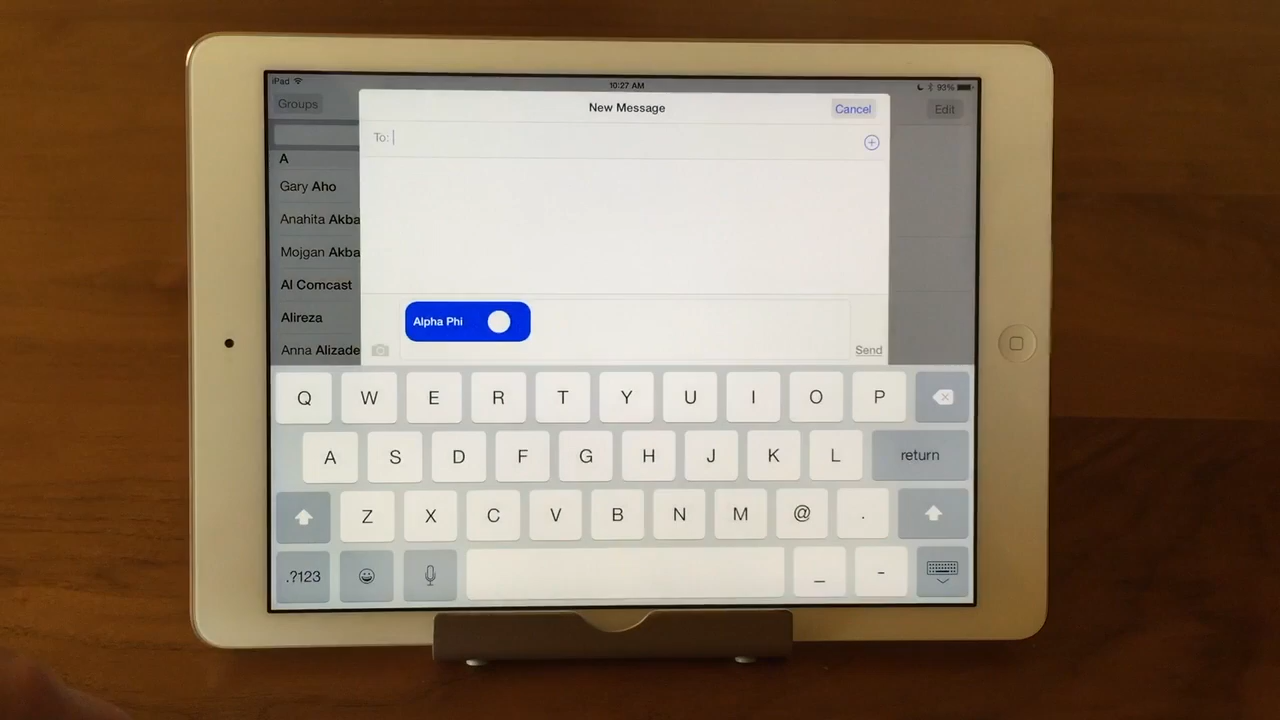 iPad 10:27 AM 93%
Groups New Message Cancel Edit
To:
A
Gary Aho
Anahita Akba
Mojgan Akba
Al Comcast
Alireza
Alpha Phi
Anna Alizade Send
Q W E R T Y U I O P
A S D F G H J K L return
Z X C V B N M @ .
.?123 _ -